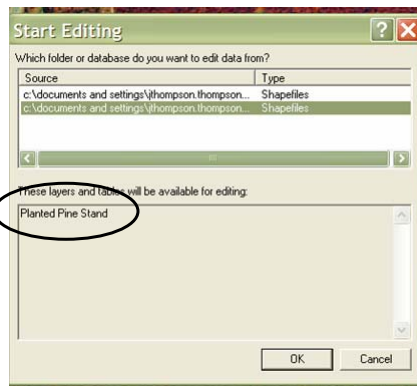 Start Editing
Which folder or database do you want to edit data from?
Source Type
c:\documents and settings\jthompson.thompson... Shapefiles
c:\documents and settings\jthompson.thompson... Shapefiles
These layers and tables will be available for editing:
Planted Pine Stand
OK Cancel